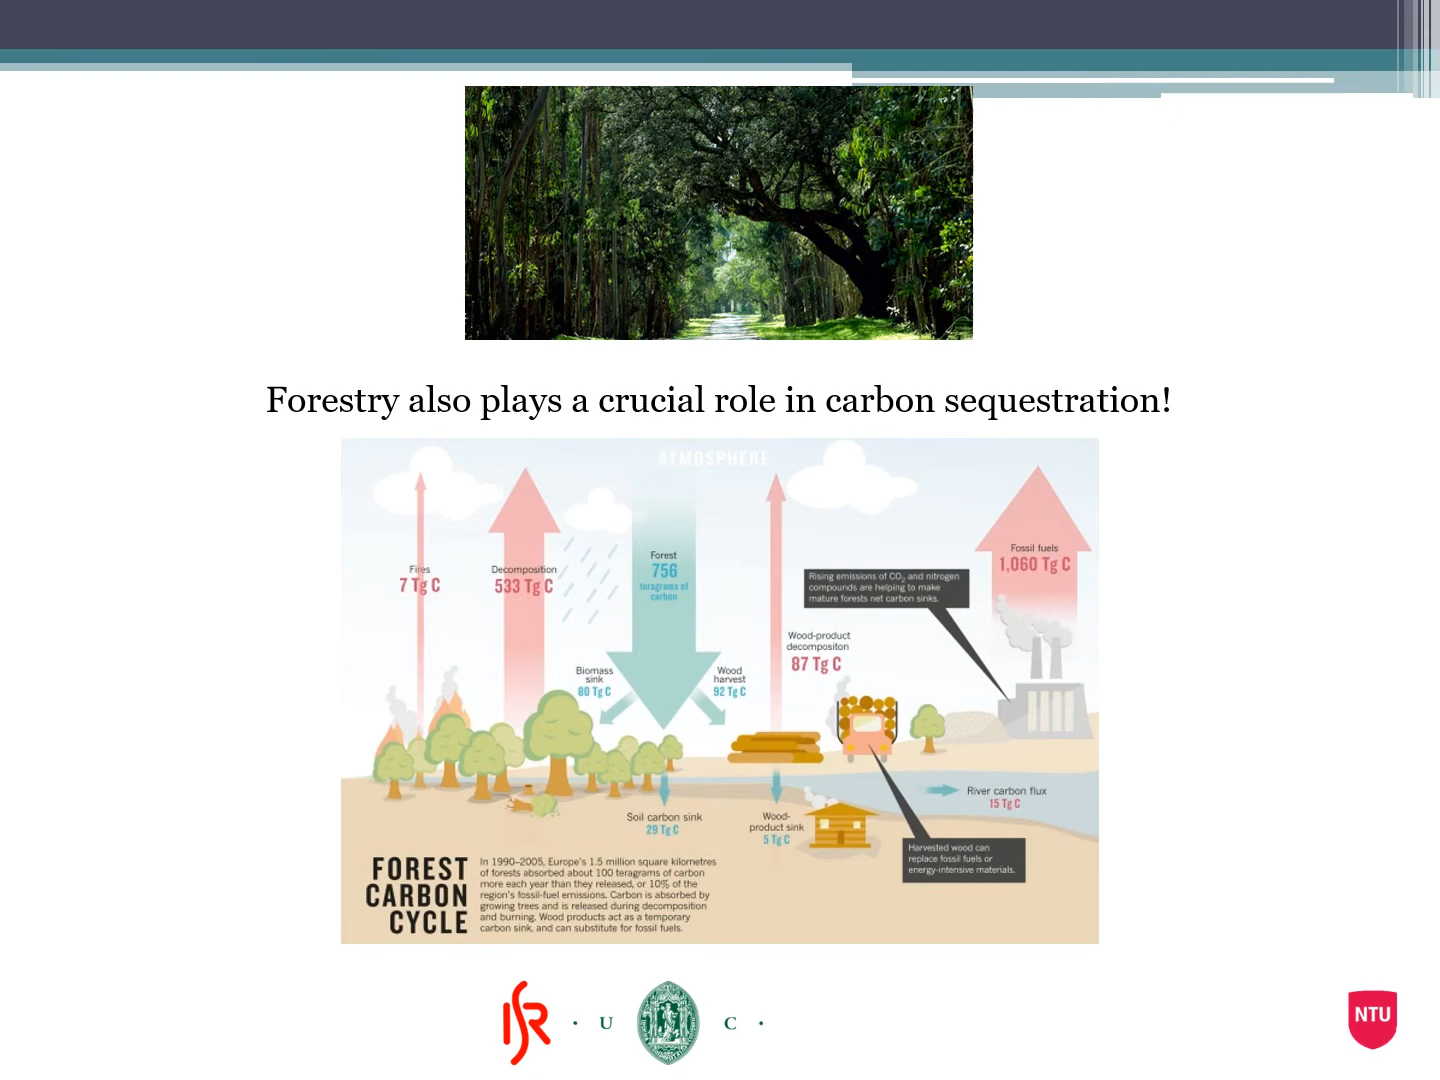 Forestry also plays a crucial role in carbon sequestration!
ATMOSPHERE
Fires
7 Tg C
Decomposition
533 Tg C
Forest
756
teragrams of
carbon
Biomass
sink
80 Tg C
Wood
harvest
92 Tg C
Wood-product
decompositon
87 Tg C
Rising emissions of CO2 and nitrogen
compounds are helping to make
mature forests net carbon sinks.
Fossil fuels
1,060 Tg C
Soil carbon sink
29 Tg C
Wood-
product sink
5 Tg C
River carbon flux
15 Tg C
Harvested wood can
replace fossil fuels or
energy-intensive materials.
FOREST
CARBON
CYCLE
In 1990–2005, Europe's 1.5 million square kilometres
of forests absorbed about 100 teragrams of carbon
more each year than they released, or 10% of the
region's fossil-fuel emissions. Carbon is absorbed by
growing trees and is released during decomposition
and burning. Wood products act as a temporary
carbon sink, and can substitute for fossil fuels.
ISR
· U C ·
NTU